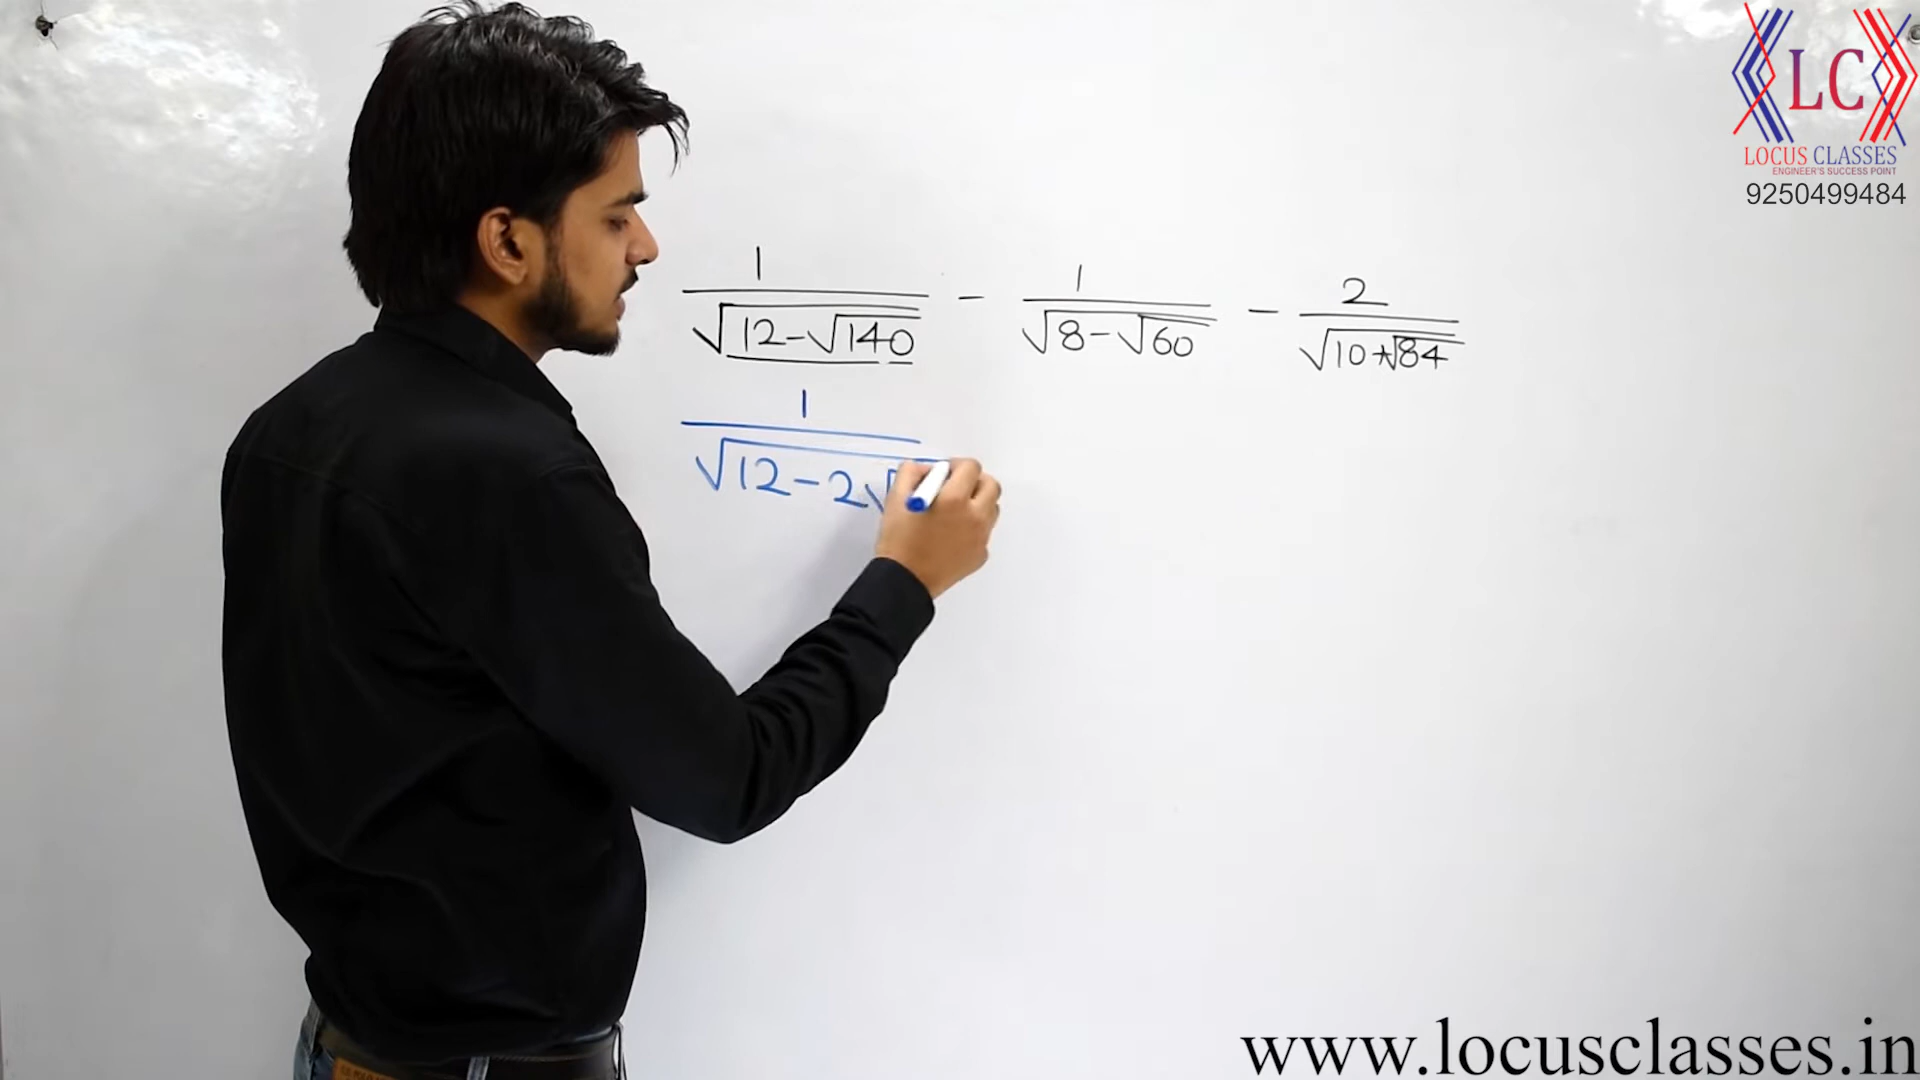 LC
LOCUS CLASSES
ENGINEER'S SUCCESS POINT
9250499484
1/√(12-√140) - 1/√(8-√60) - 2/√(10+√84)
1/√(12-2√
www.locusclasses.in